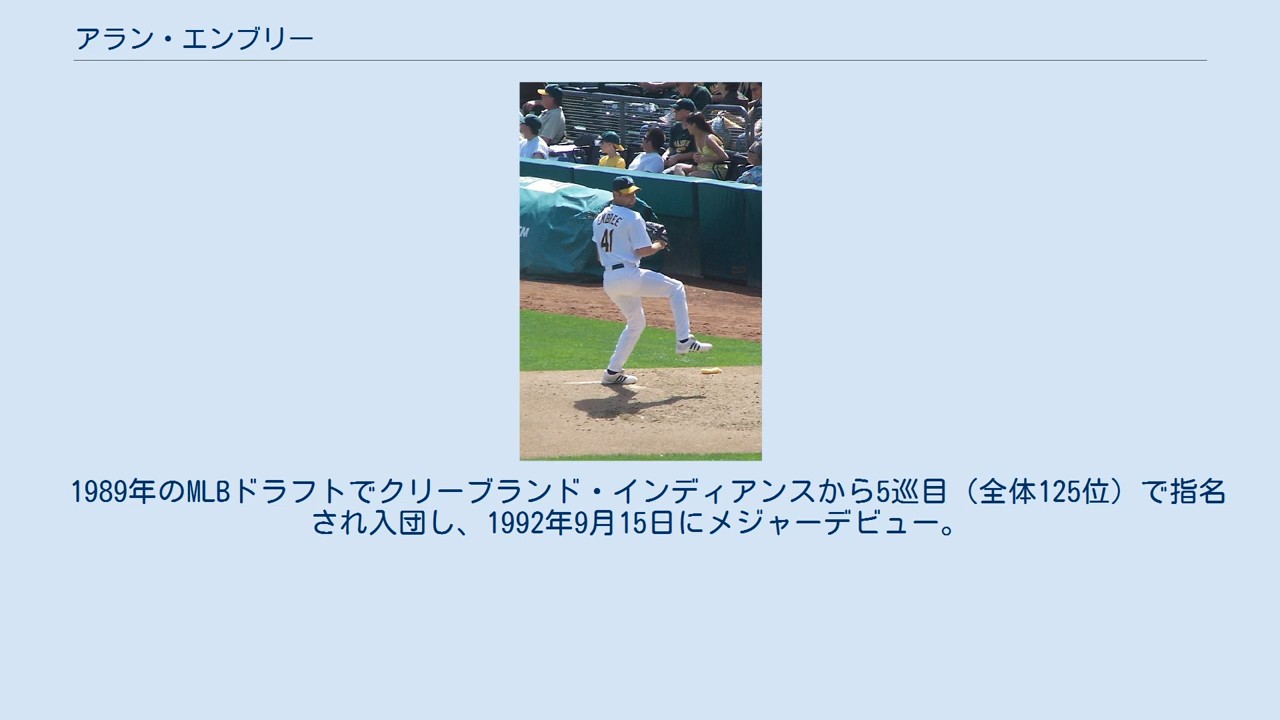 アラン・エンブリー
EMBREE
41
1989年のMLBドラフトでクリーブランド・インディアンスから5巡目（全体125位）で指名
され入団し、1992年9月15日にメジャーデビュー。